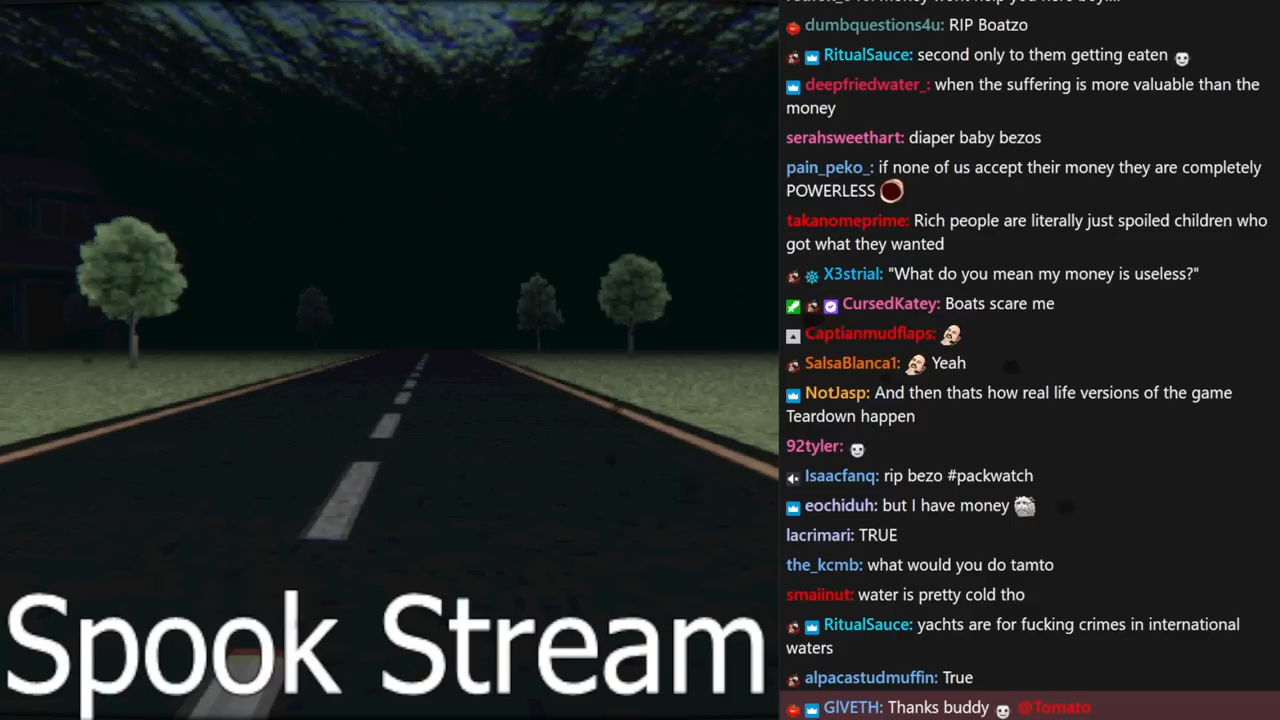 dumbquestions4u: RIP Boatzo
RitualSauce: second only to them getting eaten
deepfriedwater_: when the suffering is more valuable than the
money
serahsweethart: diaper baby bezos
pain_peko_: if none of us accept their money they are completely
POWERLESS
takanomeprime: Rich people are literally just spoiled children who
got what they wanted
X3strial: "What do you mean my money is useless?"
CursedKatey: Boats scare me
Captianmudflaps:
SalsaBlanca1: Yeah
NotJasp: And then thats how real life versions of the game
Teardown happen
92tyler:
Isaacfanq: rip bezo #packwatch
eochiduh: but I have money
lacrimari: TRUE
the_kcmb: what would you do tamto
smaiinut: water is pretty cold tho
RitualSauce: yachts are for fucking crimes in international
waters
alpacastudmuffin: True
GlVETH: Thanks buddy @Tomato
Spook Stream